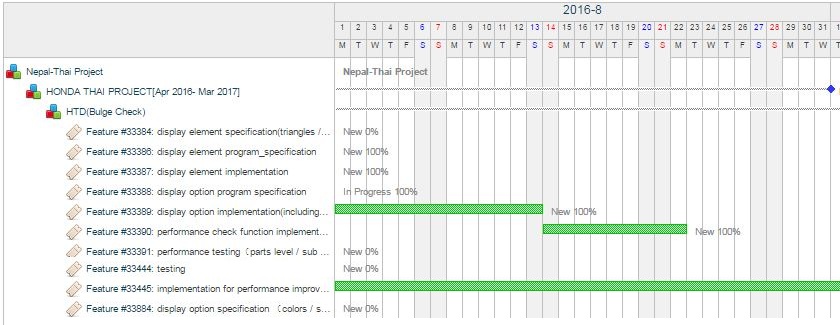 2016-8
1 2 3 4 5 6 7 8 9 10 11 12 13 14 15 16 17 18 19 20 21 22 23 24 25 26 27 28 29 30 31 1
M T W T F S S M T W T F S S M T W T F S S M T W T F S S M T W T
Nepal-Thai Project Nepal-Thai Project
HONDA THAI PROJECT[Apr 2016- Mar 2017]
HTD(Bulge Check)
Feature #33384: display element specification(triangles /... New 0%
Feature #33386: display element program_specification New 100%
Feature #33387: display element implementation New 100%
Feature #33388: display option program specification In Progress 100%
Feature #33389: display option implementation(including... New 100%
Feature #33390: performance check function implement... New 100%
Feature #33391: performance testing（parts level / sub ... New 0%
Feature #33444: testing New 0%
Feature #33445: implementation for performance improv...
Feature #33884: display option specification （colors / s... New 0%